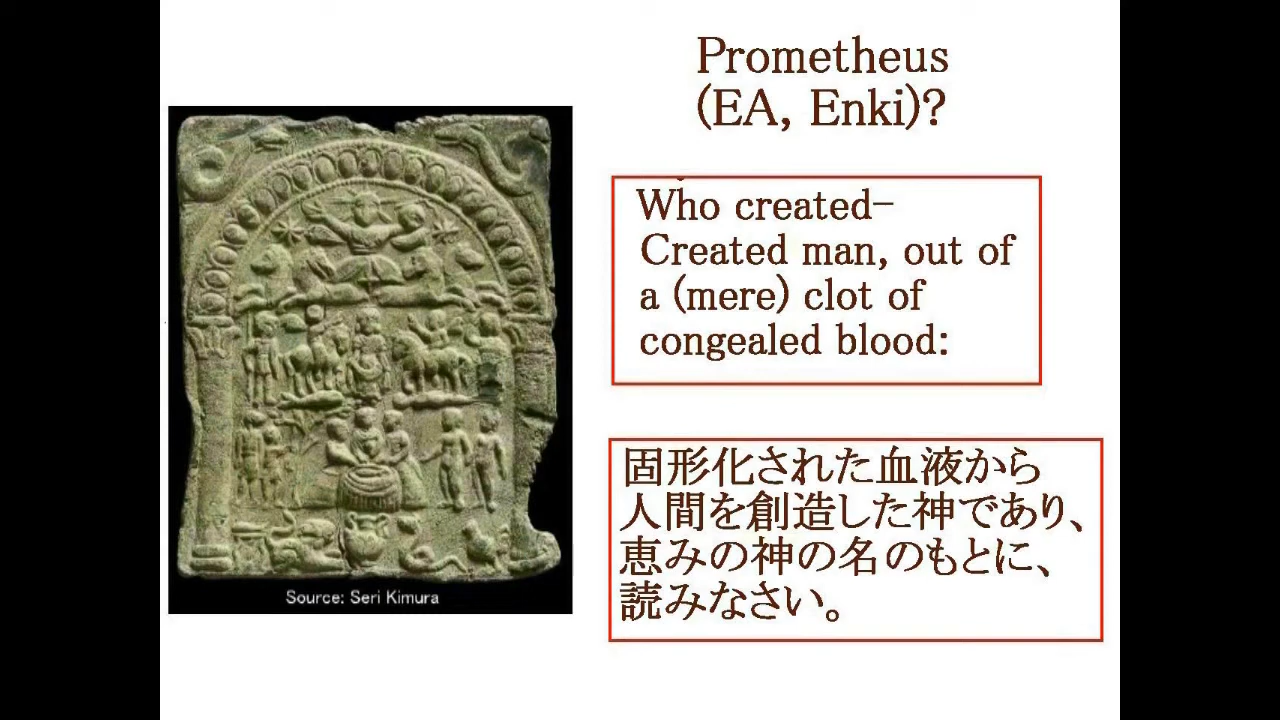 Prometheus
(EA, Enki)?
Who created-
Created man, out of
a (mere) clot of
congealed blood:
固形化された血液から
人間を創造した神であり、
恵みの神の名のもとに、
読みなさい。
Source: Seri Kimura